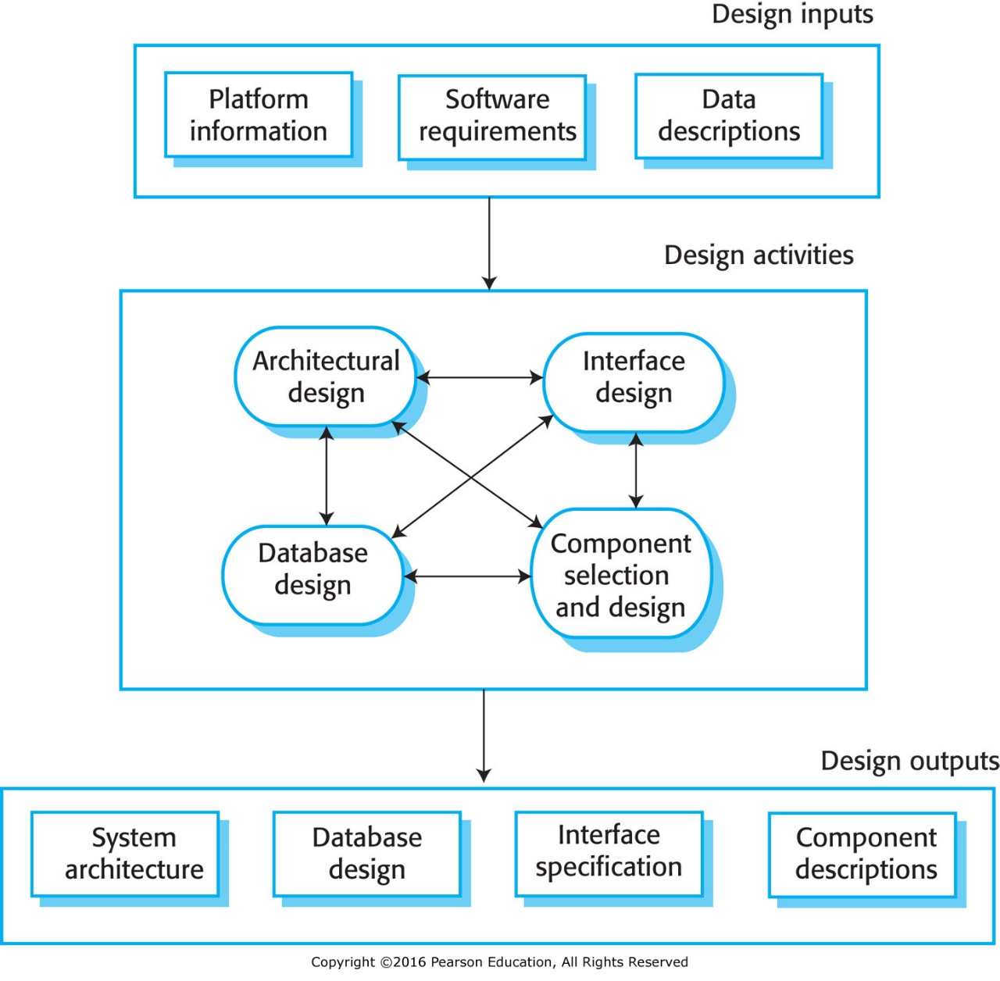 Design inputs
Platform
information
Software
requirements
Data
descriptions
Design activities
Architectural
design
Interface
design
Database
design
Component
selection
and design
Design outputs
System
architecture
Database
design
Interface
specification
Component
descriptions
Copyright ©2016 Pearson Education, All Rights Reserved